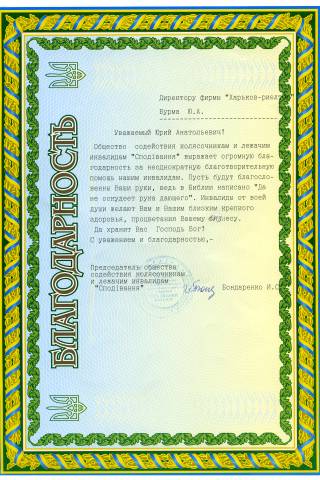 БЛАГОДАРНОСТЬ
Директору фирмы "Харьков-риелт
Бурма Ю.А.
Уважаемый Юрий Анатольевич!
Общество содействия колясочникам и лежачим
инвалидам "Сподівання" выражает огромную бла-
годарность за неоднократную благотворительную
помощь нашим инвалидам. Пусть будут благосло-
венны Ваши руки, ведь в Библии написано "Да
не оскудеет рука дающего". Инвалиды от всей
души желают Вам и Вашим близким крепкого
здоровья, процветания Вашему бизнесу.
Да хранит Вас Господь Бог!
С уважением и благодарностью,-
Председатель общества
содействия колясочникам
и лежачим инвалидам
"Сподівання"
Бондаренко И.С